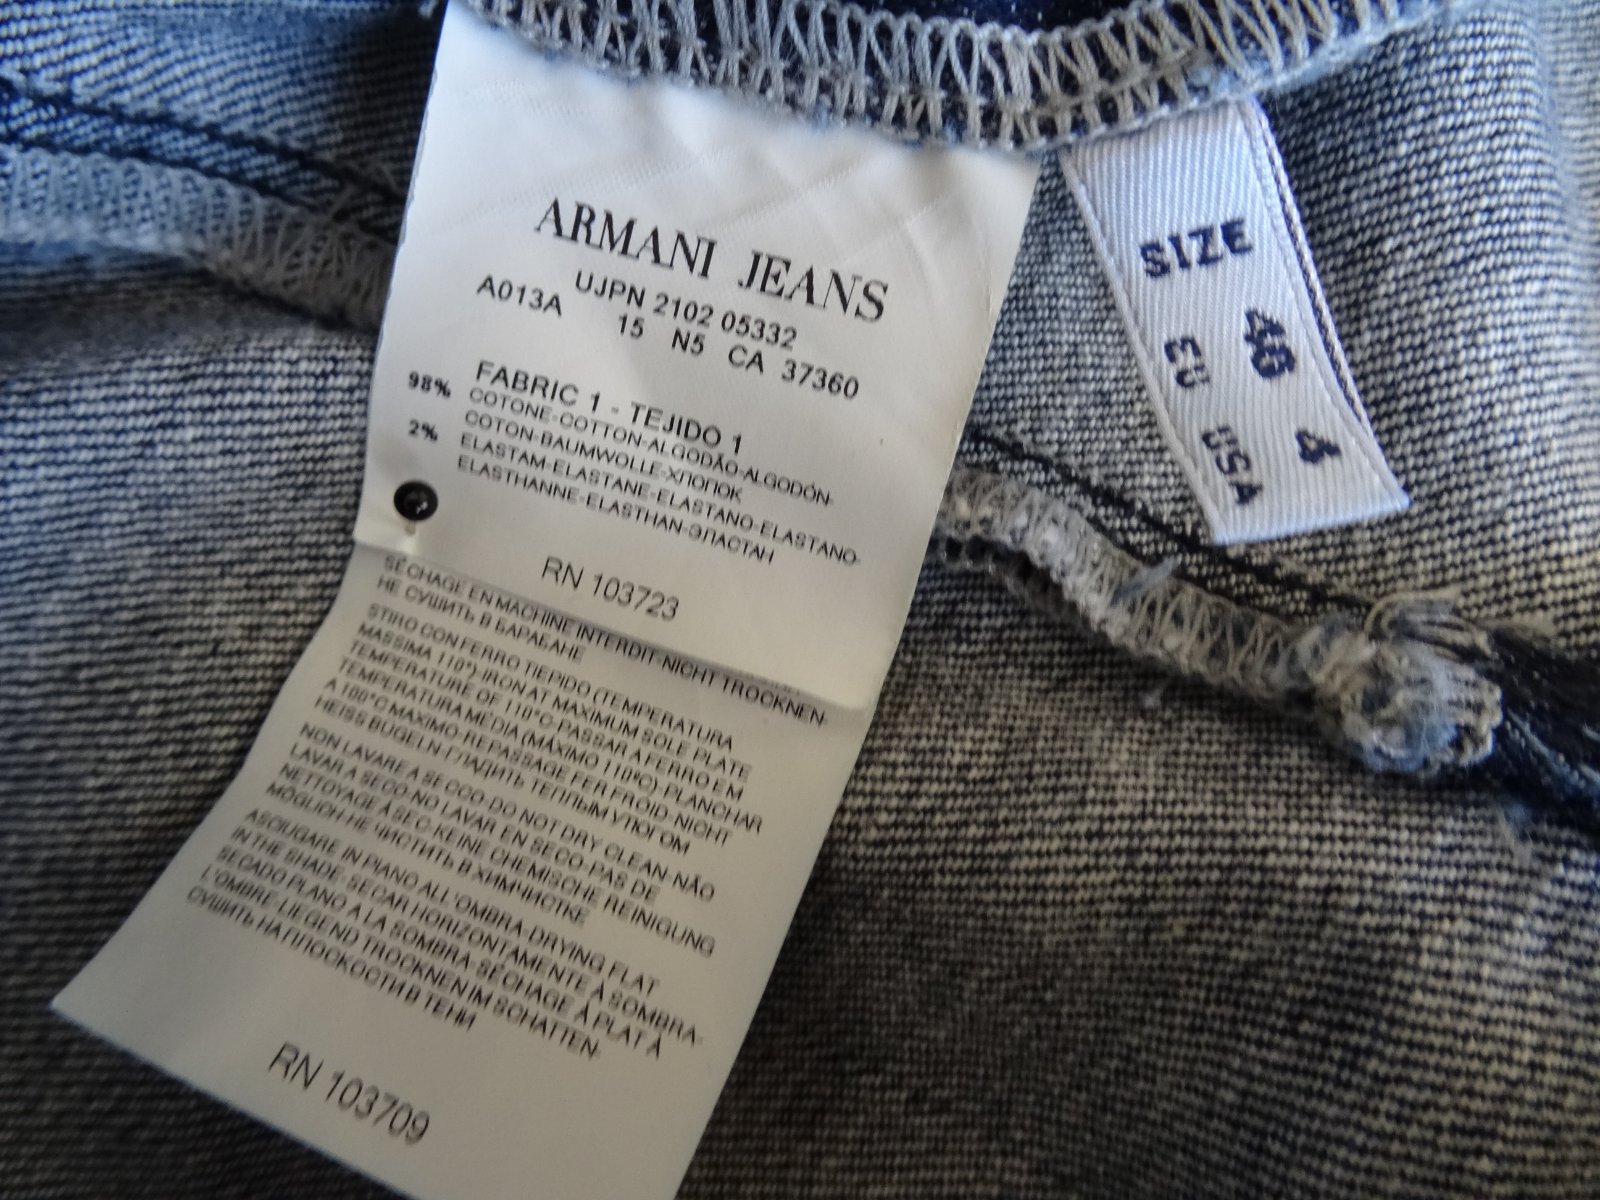 ARMANI JEANS
UJPN 2102 05332
A013A 15 N5 CA 37360
FABRIC 1 - TEJIDO 1
98% COTONE-COTTON-ALGODÃO-ALGODÓN-
COTON-BAUMWOLLE-ХЛОПОК
2% ELASTAM-ELASTANE-ELASTANO-ELASTANO-
ELASTHANNE-ELASTHAN-ЭЛАСТАН
RN 103723
SÉCHAGE EN MACHINE INTERDIT-NICHT TROCKNEN-
НЕ СУШИТЬ В БАРАБАНЕ
STIRO CON FERRO TIEPIDO (TEMPERATURA
MASSIMA 110°)-IRON AT MAXIMUM SOLE PLATE
TEMPERATURE OF 110°C-PASSAR A FERRO EM
TEMPERATURA MÉDIA (MÁXIMO 110°C)-PLANCHAR
A 100°C MAXIMO-REPASSAGE FER FROID-NICHT
HEISS BÜGELN-ГЛАДИТЬ ТЕПЛЫМ УТЮГОМ
NON LAVARE A SECCO-DO NOT DRY CLEAN-NÃO
LAVAR A SECO-NO LAVAR EN SECO-PAS DE
NETTOYAGE À SEC-KEINE CHEMISCHE REINIGUNG
MÖGLICH-НЕ ЧИСТИТЬ В ХИМЧИСТКЕ
ASCIUGARE IN PIANO ALL'OMBRA-DRYING FLAT
IN THE SHADE-SECAR HORIZONTAMENTE À SOMBRA-
SECADO PLANO A LA SOMBRA-SÉCHAGE À PLAT À
L'OMBRE-LIEGEND TROCKNEN IM SCHATTEN-
СУШИТЬ НА ПЛОСКОСТИ В ТЕНИ
RN 103709
SIZE
EU 46
USA 4